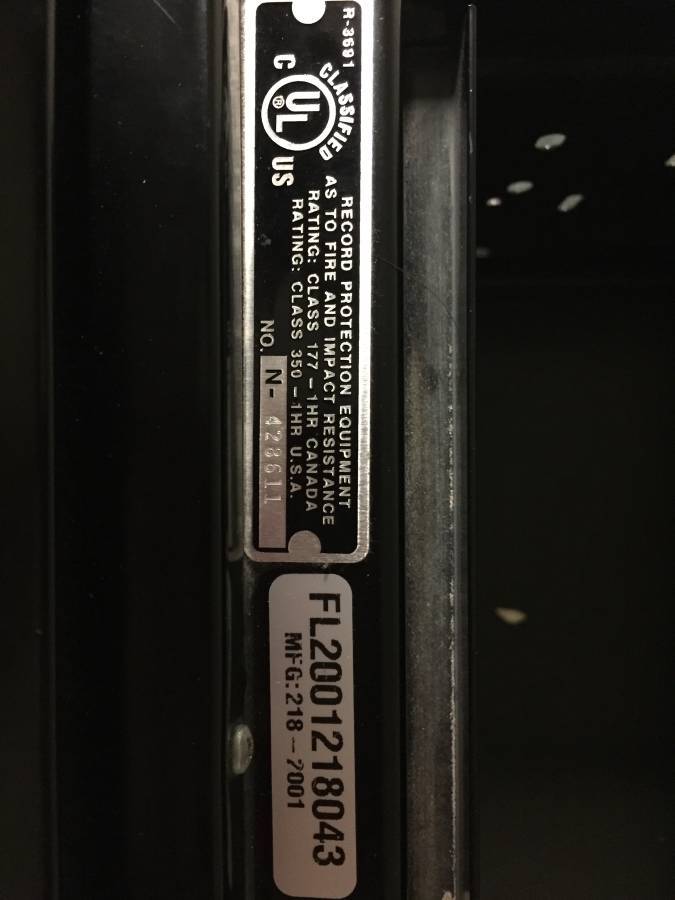 R-3691
CLASSIFIED
C UL® US
RECORD PROTECTION EQUIPMENT
AS TO FIRE AND IMPACT RESISTANCE
RATING: CLASS 177-1HR CANADA
RATING: CLASS 350-1HR U.S.A.
NO. N- 428611
FL2001218043
MFG: 218-2001